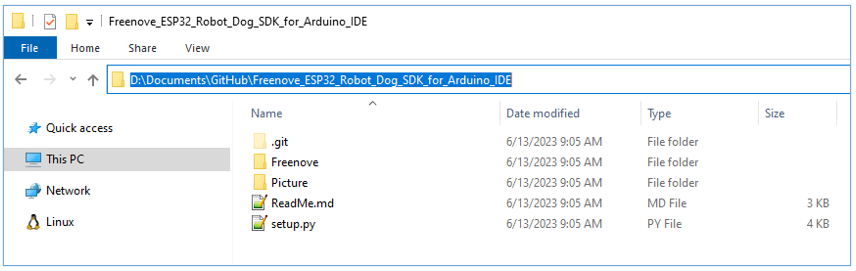 Freenove_ESP32_Robot_Dog_SDK_for_Arduino_IDE
File Home Share View
D:\Documents\GitHub\Freenove_ESP32_Robot_Dog_SDK_for_Arduino_IDE
Name Date modified Type Size
Quick access
This PC
Network
Linux
.git 6/13/2023 9:05 AM File folder
Freenove 6/13/2023 9:05 AM File folder
Picture 6/13/2023 9:05 AM File folder
ReadMe.md 6/13/2023 9:05 AM MD File 3 KB
setup.py 6/13/2023 9:05 AM PY File 4 KB